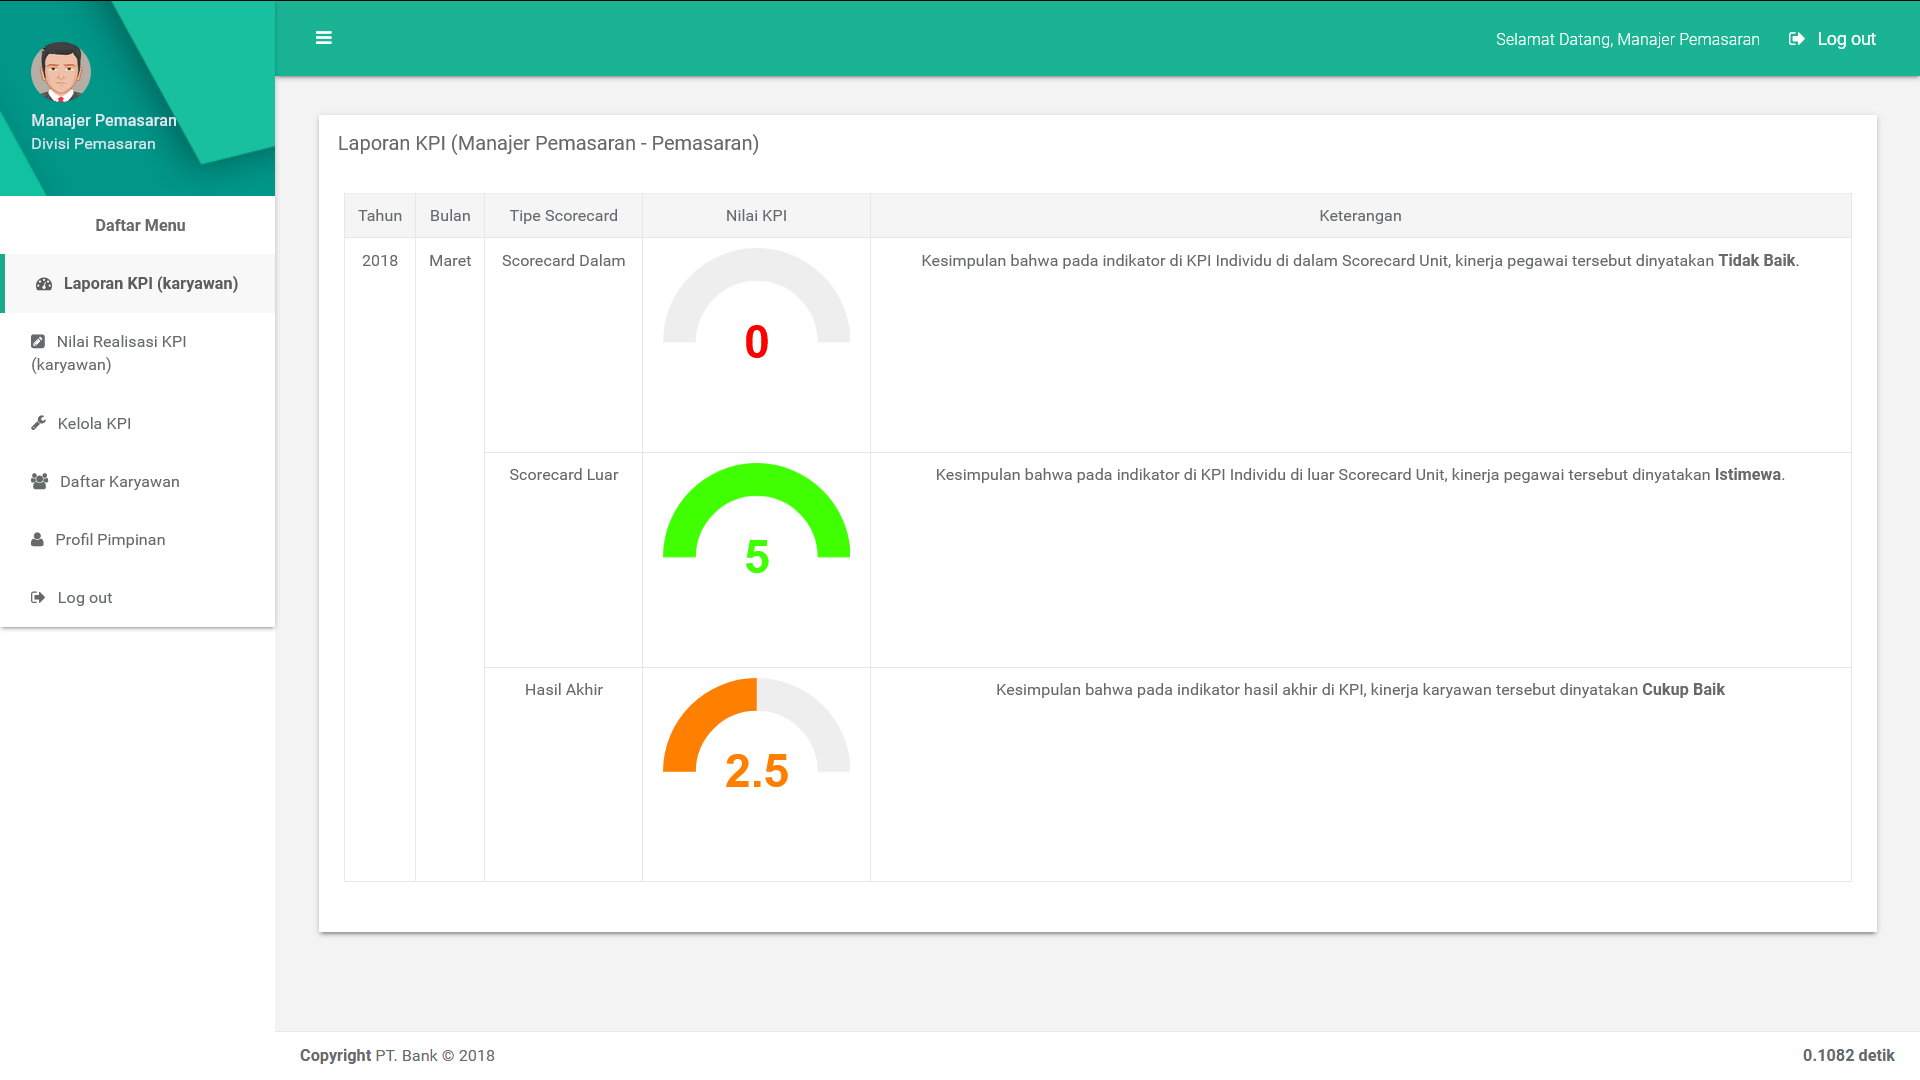 Manajer Pemasaran
Divisi Pemasaran
Daftar Menu
Laporan KPI (karyawan)
Nilai Realisasi KPI
(karyawan)
Kelola KPI
Daftar Karyawan
Profil Pimpinan
Log out
Selamat Datang, Manajer Pemasaran
Log out
Laporan KPI (Manajer Pemasaran - Pemasaran)
Tahun Bulan Tipe Scorecard Nilai KPI Keterangan
2018 Maret Scorecard Dalam Kesimpulan bahwa pada indikator di KPI Individu di dalam Scorecard Unit, kinerja pegawai tersebut dinyatakan Tidak Baik.
0
Scorecard Luar Kesimpulan bahwa pada indikator di KPI Individu di luar Scorecard Unit, kinerja pegawai tersebut dinyatakan Istimewa.
5
Hasil Akhir Kesimpulan bahwa pada indikator hasil akhir di KPI, kinerja karyawan tersebut dinyatakan Cukup Baik
2.5
Copyright PT. Bank © 2018
0.1082 detik